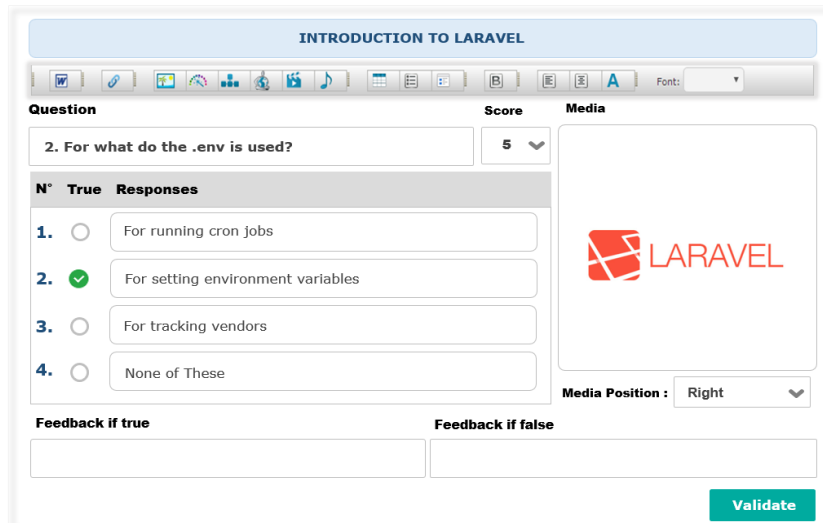 INTRODUCTION TO LARAVEL
W B A Font:
Question Score Media
2. For what do the .env is used? 5
N° True Responses
1. For running cron jobs
2. For setting environment variables
3. For tracking vendors
4. None of These
LARAVEL
Media Position : Right
Feedback if true Feedback if false
Validate